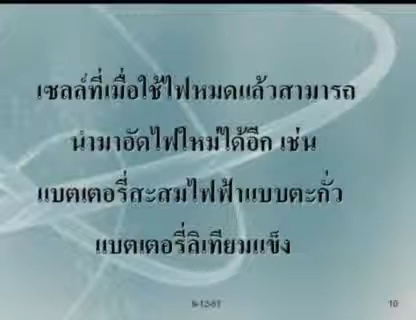 เซลล์ที่เมื่อใช้ไฟหมดแล้วสามารถ
นำมาอัดไฟใหม่ได้อีก เช่น
แบตเตอรี่สะสมไฟฟ้าแบบตะกั่ว
แบตเตอรี่ลิเทียมแข็ง
9-12-51
10